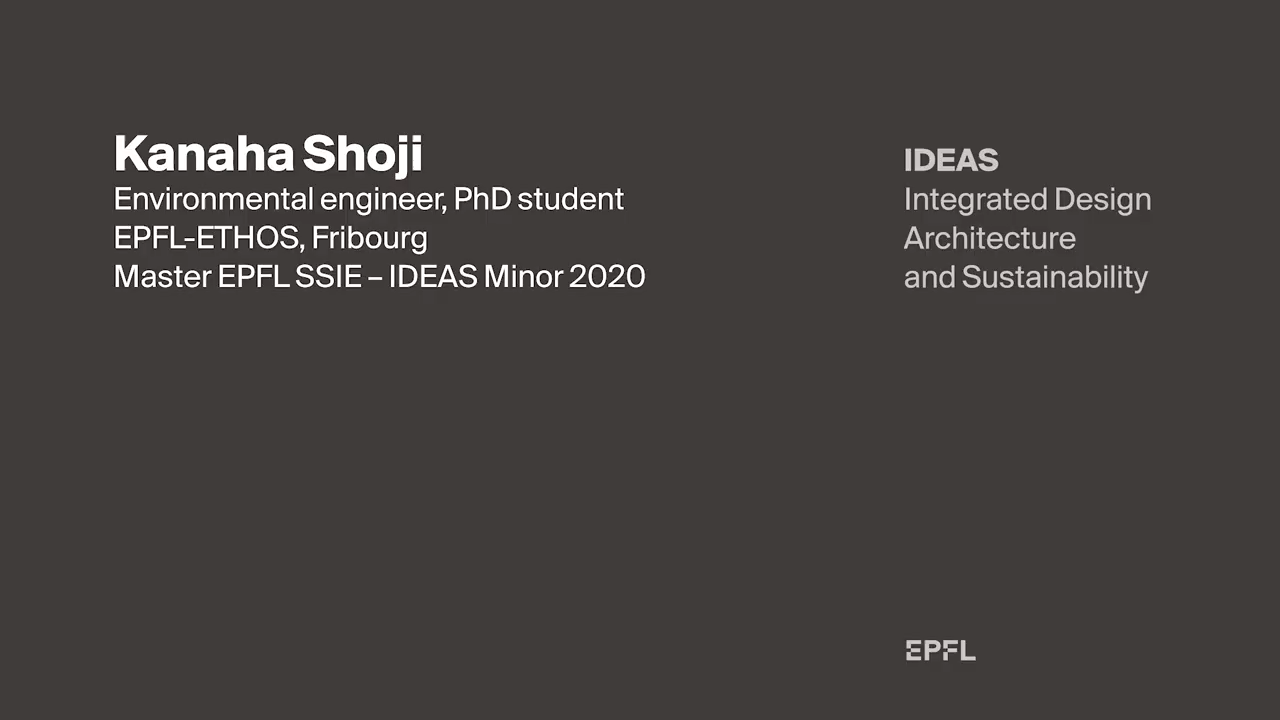 Kanaha Shoji
Environmental engineer, PhD student
EPFL-ETHOS, Fribourg
Master EPFL SSIE – IDEAS Minor 2020
IDEAS
Integrated Design
Architecture
and Sustainability
EPFL